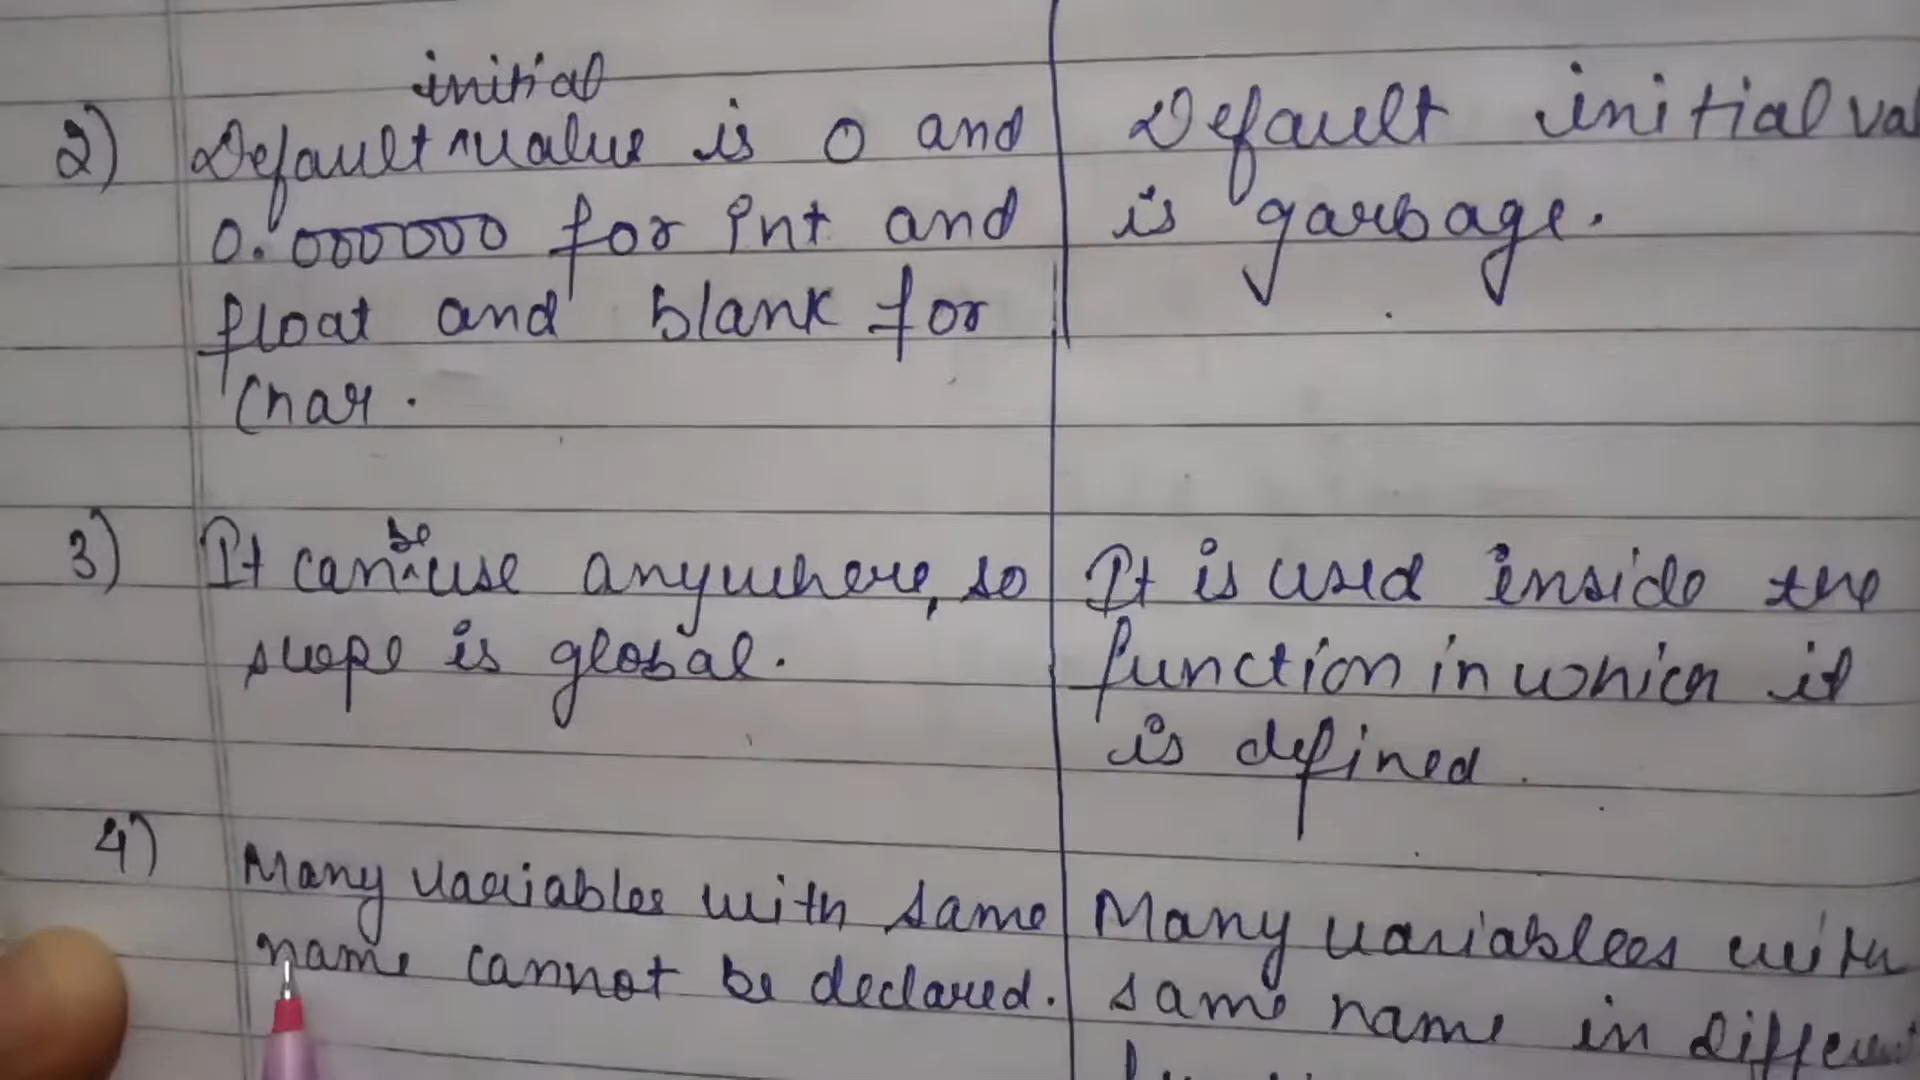 initial
2) Default ^ value is 0 and
0.000000 for int and
float and blank for
char.
Default initial va
is garbage.
be
3) It can ^ use anywhere, so
scope is global.
It is used inside the
function in which it
is defined.
4) Many variables with same
name cannot be declared.
Many variables with
same name in different